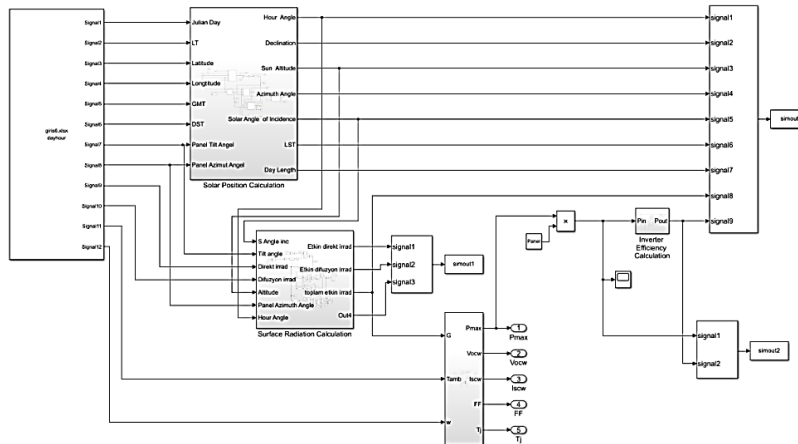 giris6.xlsx
dayhour
Signal1
Signal2
Signal3
Signal4
Signal5
Signal6
Signal7
Signal8
Signal9
Signal10
Signal11
Signal12
Julian Day
LT
Latitude
Longtitude
GMT
DST
Panel Tilt Angel
Panel Azimut Angel
Hour Angle
Declination
Sun Altitude
Azimuth Angle
Solar Angle of Incidence
LST
Day Length
Solar Position Calculation
signal1
signal2
signal3
signal4
signal5
signal6
signal7
signal8
signal9
simout
S Angle inc
Tilt angle
Direkt irrad
Difuzyon irrad
Altitude
Panel Azimuth Angle
Hour Angle
Etkin direkt irrad
Etkin difuzyon irrad
toplam etkin irrad
Out4
Surface Radiation Calculation
signal1
signal2
signal3
simout1
Panel
×
Pin
Pout
Inverter
Efficiency
Calculation
G
Tamb
w
Pmax
Vocw
Iscw
FF
Tj
1
Pmax
2
Vocw
3
Iscw
4
FF
5
Tj
signal1
signal2
simout2